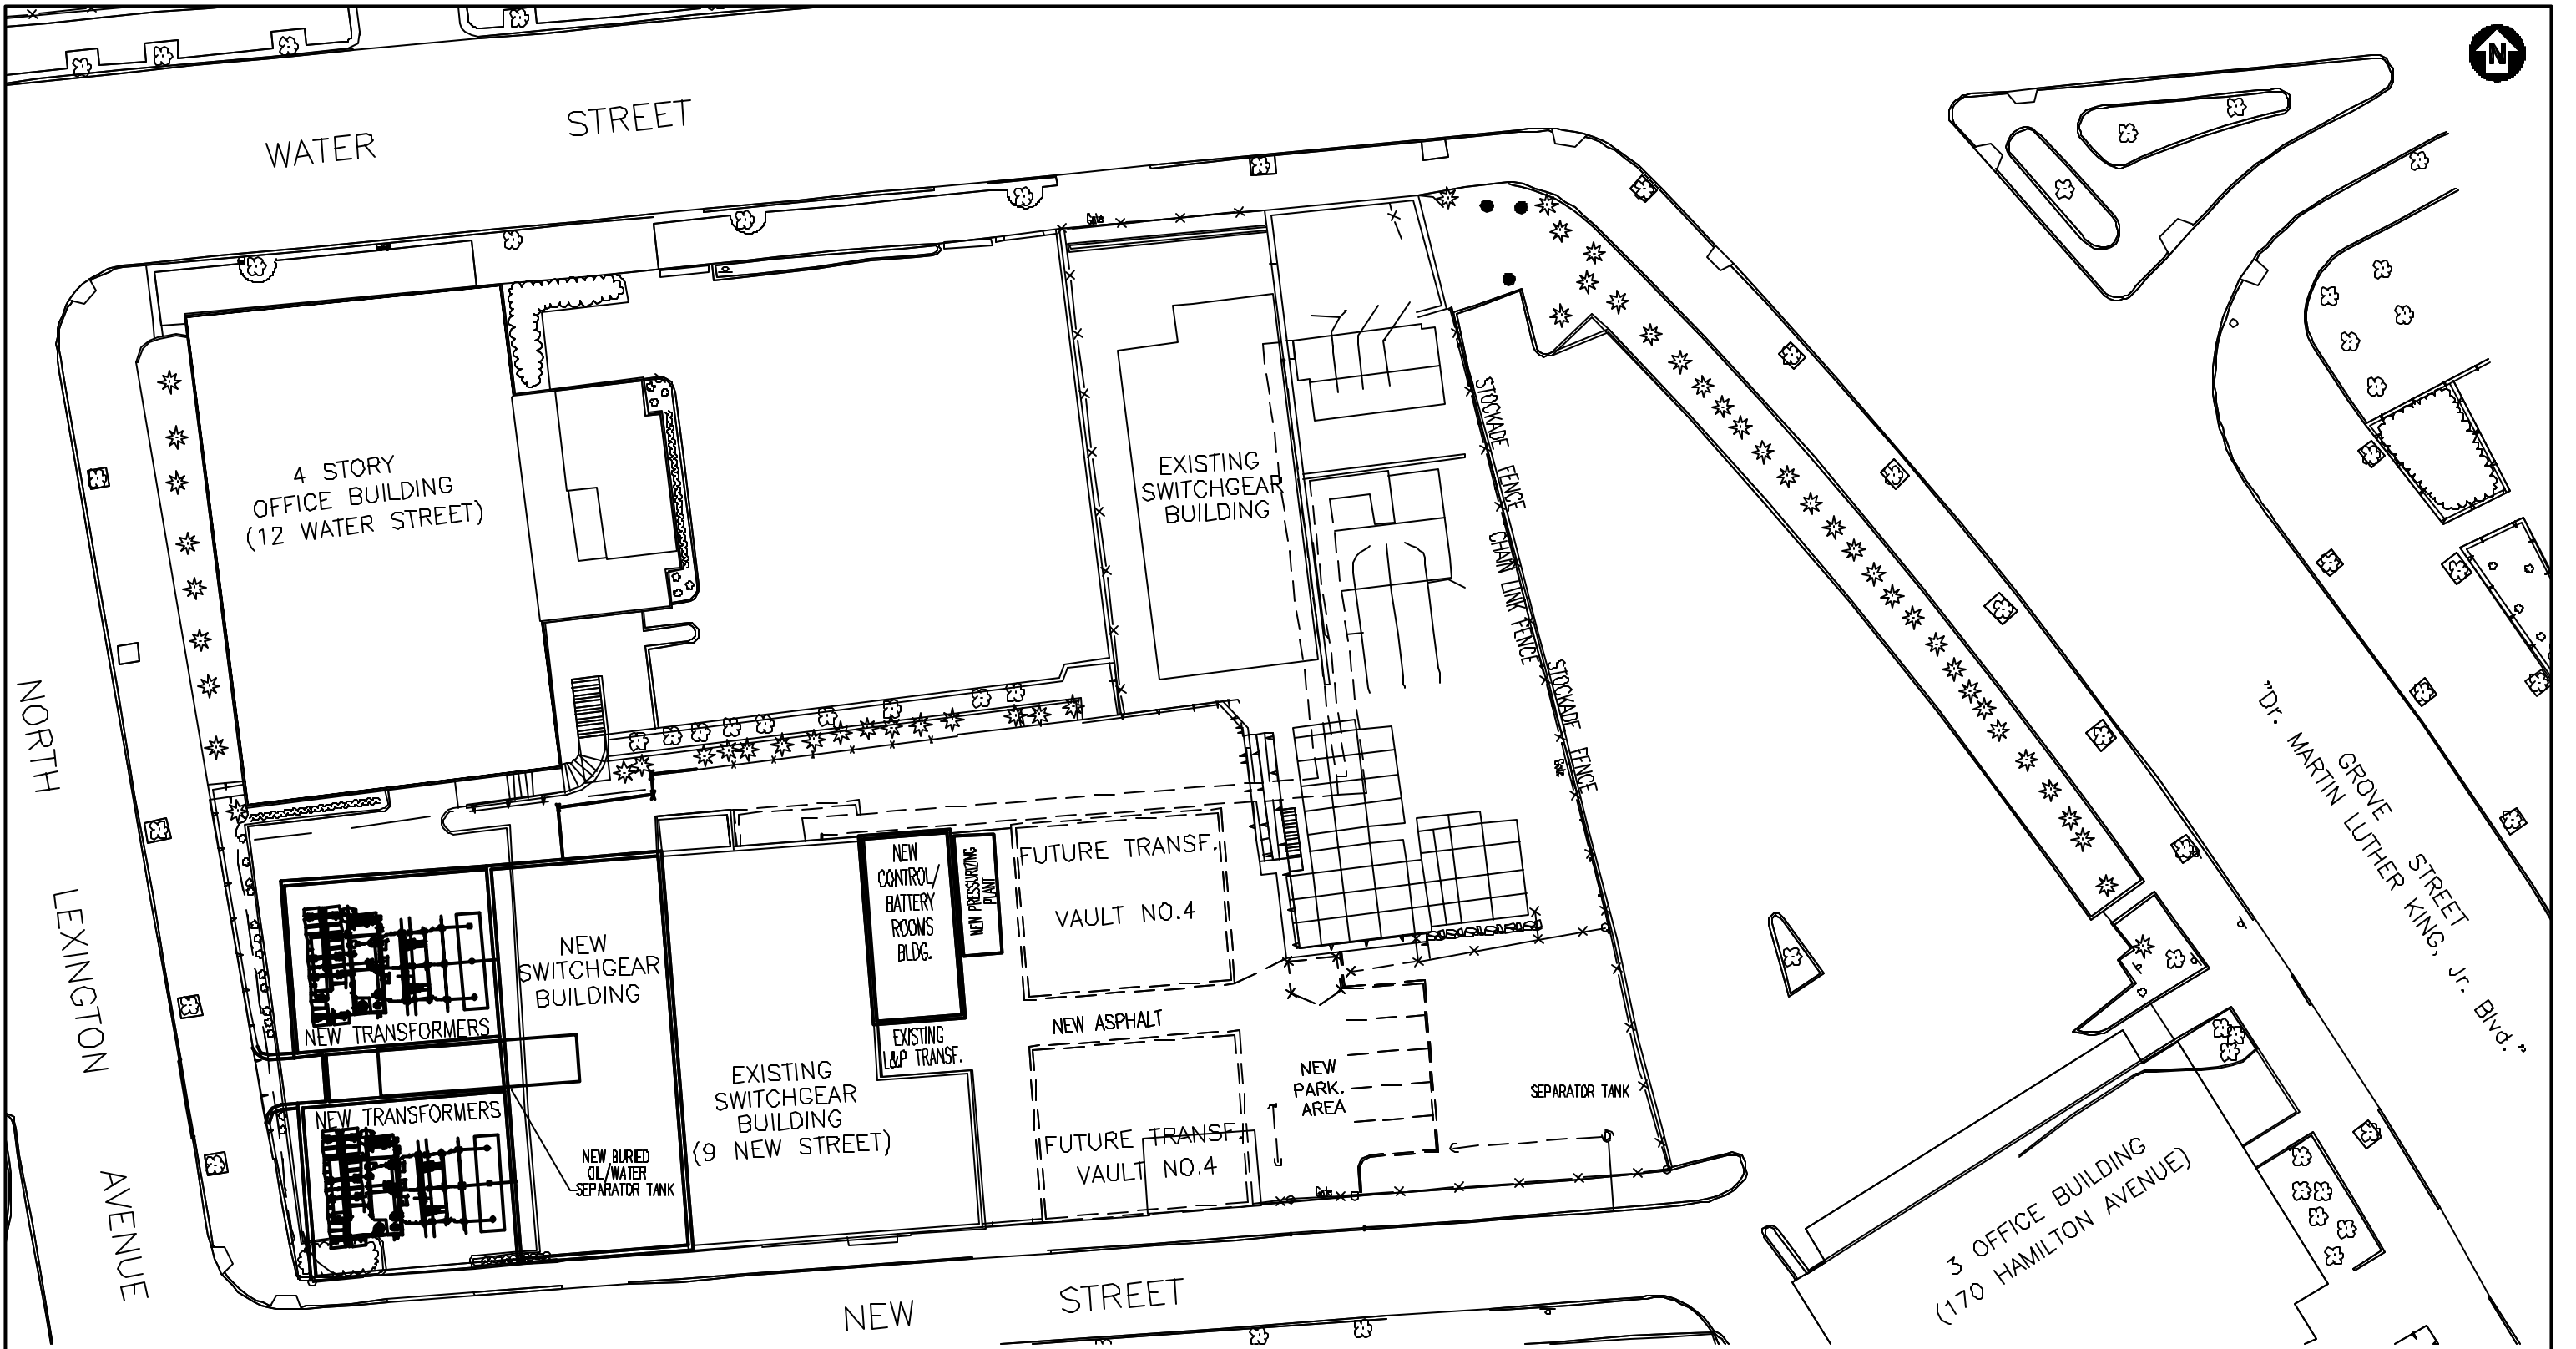 N
WATER STREET
Gate
4 STORY
OFFICE BUILDING
(12 WATER STREET)
EXISTING
SWITCHGEAR
BUILDING
STOCKADE FENCE
CHAIN LINK FENCE
STOCKADE FENCE
Gate
NORTH LEXINGTON AVENUE
GROVE STREET
"Dr. MARTIN LUTHER KING, Jr. Blvd."
NEW
CONTROL/
BATTERY
ROOMS
BLDG.
NEW PRESSURIZING
PLANT
FUTURE TRANSF.
VAULT NO.4
NEW
SWITCHGEAR
BUILDING
NEW TRANSFORMERS
EXISTING
L&P TRANSF.
NEW ASPHALT
EXISTING
SWITCHGEAR
BUILDING
(9 NEW STREET)
NEW
PARK.
AREA
SEPARATOR TANK
NEW TRANSFORMERS
NEW BURIED
OIL/WATER
SEPARATOR TANK
FUTURE TRANSF.
VAULT NO.4
Gate
3 OFFICE BUILDING
(170 HAMILTON AVENUE)
NEW STREET